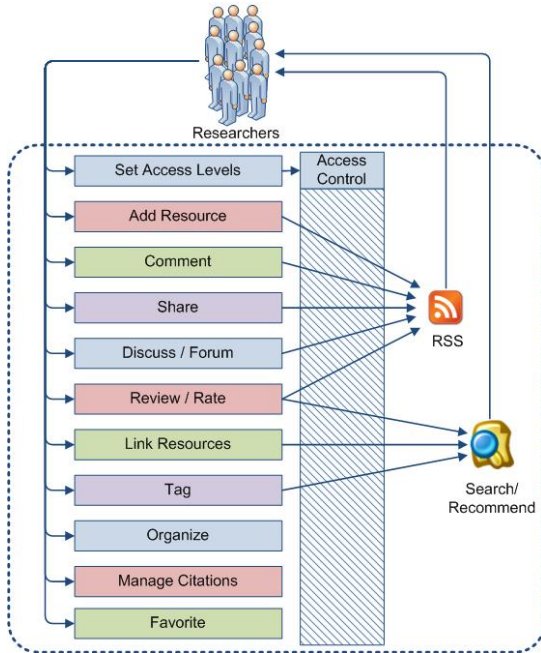 Researchers
Set Access Levels
Access
Control
Add Resource
Comment
Share
RSS
Discuss / Forum
Review / Rate
Link Resources
Search/
Recommend
Tag
Organize
Manage Citations
Favorite